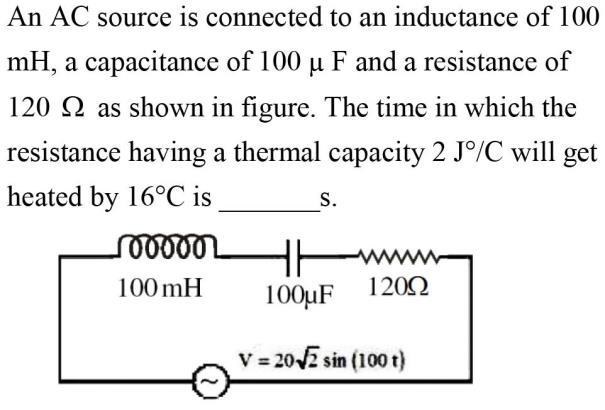 An AC source is connected to an inductance of 100
mH, a capacitance of 100 μ F and a resistance of
120 Ω as shown in figure. The time in which the
resistance having a thermal capacity 2 J°/C will get
heated by 16°C is _______s.
100 mH
100μF
120Ω
V = 20√2 sin (100 t)
~